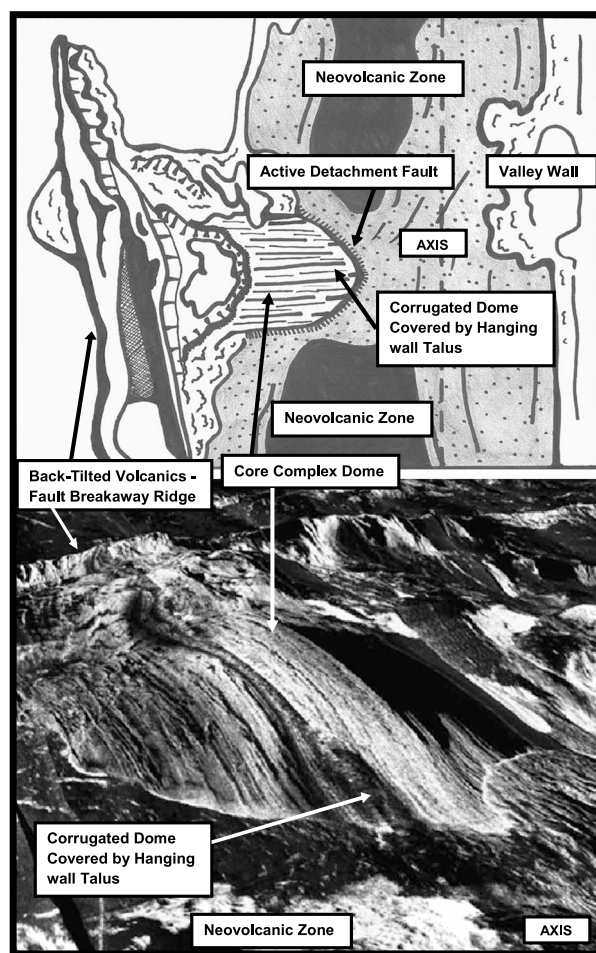 Neovolcanic Zone
Active Detachment Fault
Valley Wall
AXIS
Corrugated Dome
Covered by Hanging
wall Talus
Neovolcanic Zone
Back-Tilted Volcanics -
Fault Breakaway Ridge
Core Complex Dome
Corrugated Dome
Covered by Hanging
wall Talus
Neovolcanic Zone
AXIS